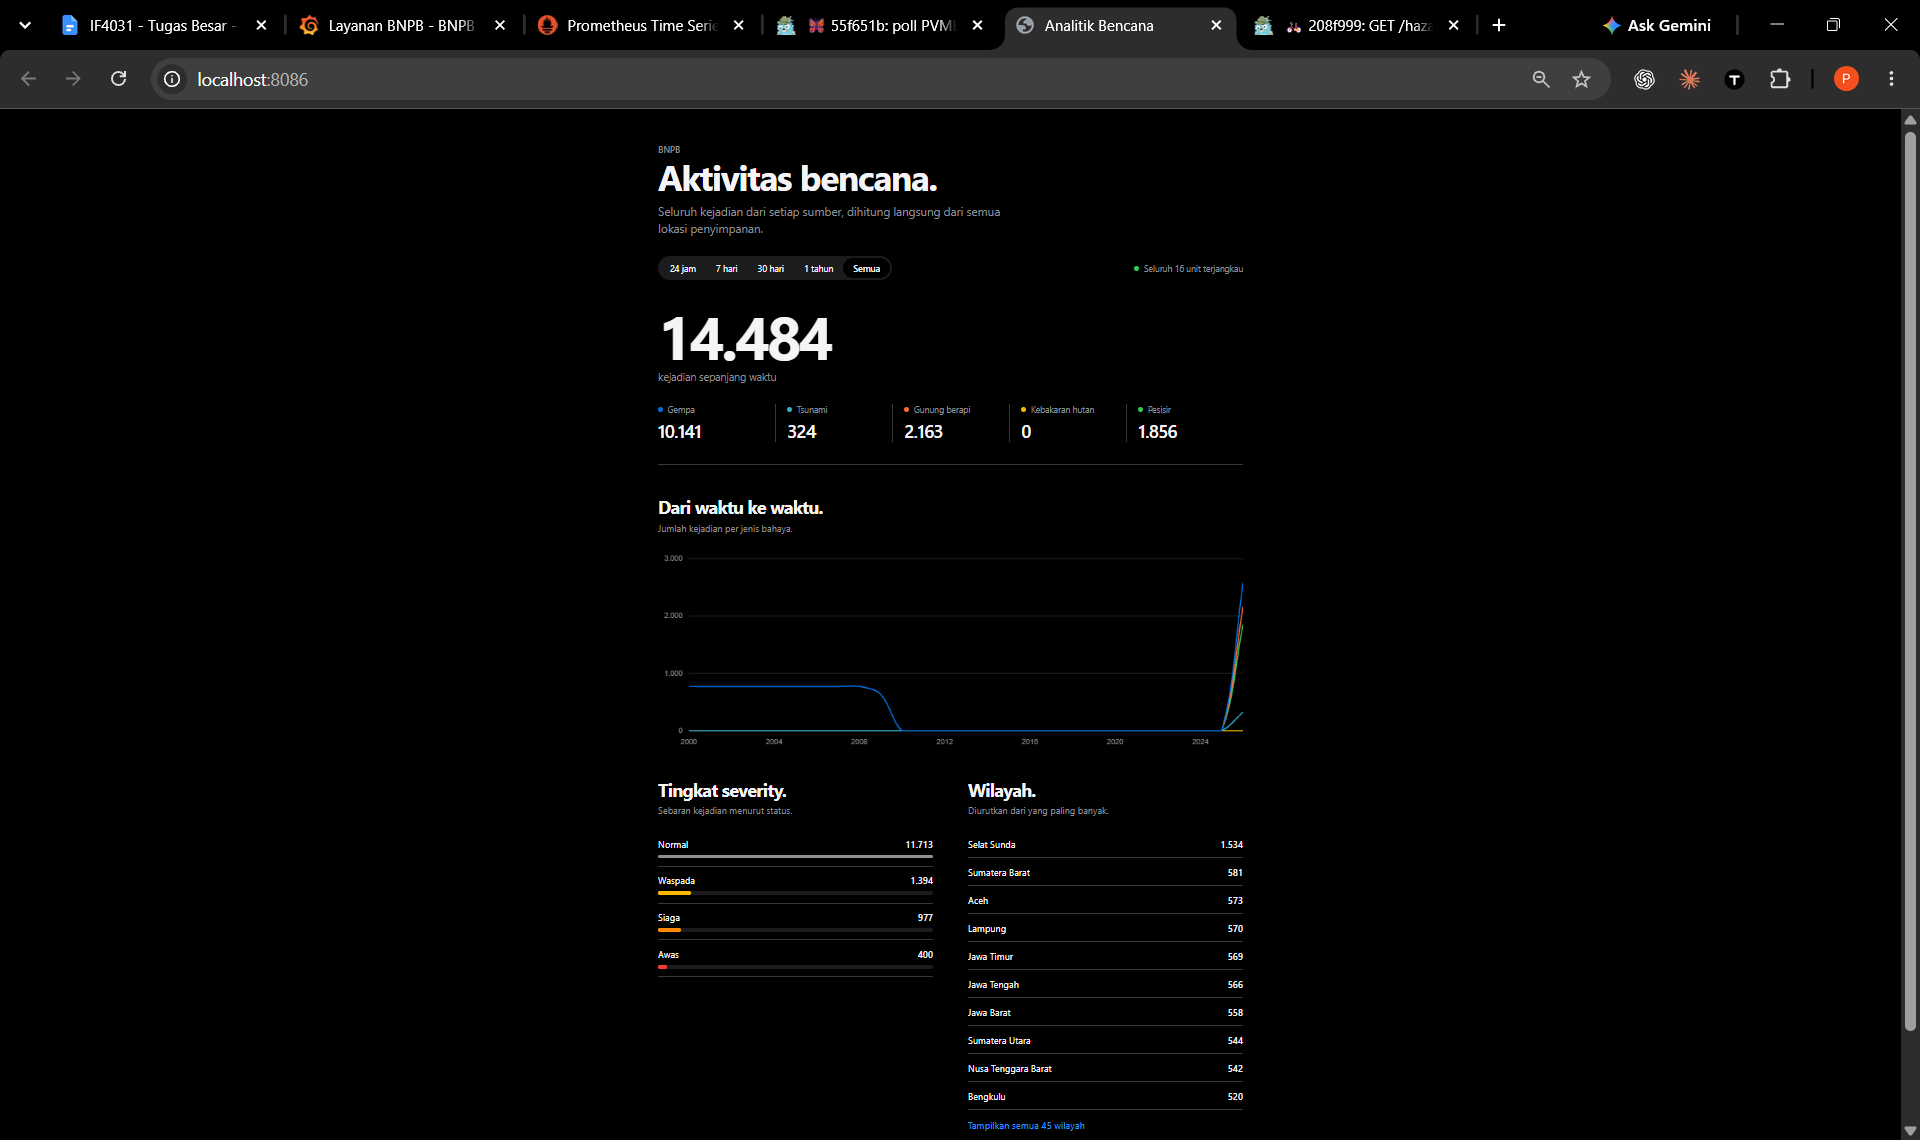 IF4031 - Tugas Besar -
Layanan BNPB - BNPB
Prometheus Time Serie
55f651b: poll PVM
Analitik Bencana
208f999: GET /haza
Ask Gemini
localhost:8086
P
BNPB
Aktivitas bencana.
Seluruh kejadian dari setiap sumber, dihitung langsung dari semua
lokasi penyimpanan.
24 jam 7 hari 30 hari 1 tahun Semua
Seluruh 16 unit terjangkau
14.484
kejadian sepanjang waktu
Gempa Tsunami Gunung berapi Kebakaran hutan Pesisir
10.141 324 2.163 0 1.856
Dari waktu ke waktu.
Jumlah kejadian per jenis bahaya.
3.000
2.000
1.000
0
2000 2004 2008 2012 2016 2020 2024
Tingkat severity.
Sebaran kejadian menurut status.
Normal 11.713
Waspada 1.394
Siaga 977
Awas 400
Wilayah.
Diurutkan dari yang paling banyak.
Selat Sunda 1.534
Sumatera Barat 581
Aceh 573
Lampung 570
Jawa Timur 569
Jawa Tengah 566
Jawa Barat 558
Sumatera Utara 544
Nusa Tenggara Barat 542
Bengkulu 520
Tampilkan semua 45 wilayah